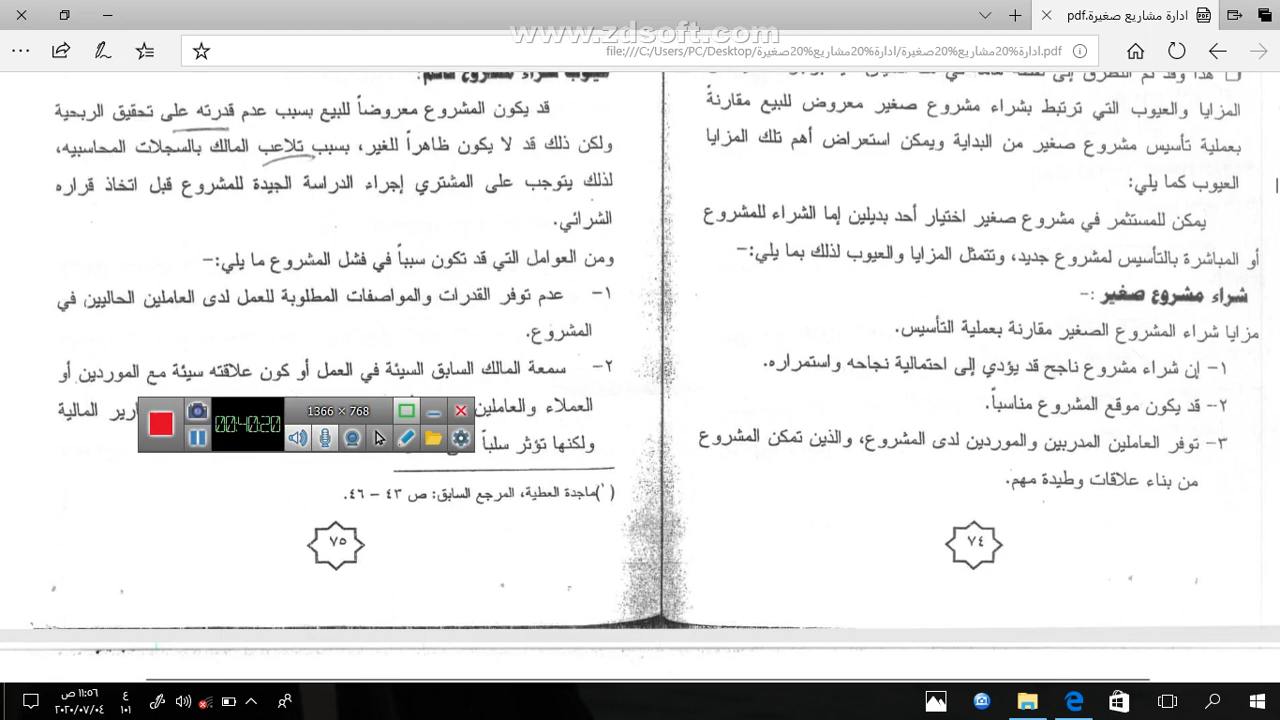 ادارة مشاريع صغيرة.pdf
www.zdsoft.com
file:///C:/Users/PC/Desktop/ادارة%20مشاريع%20صغيرة/ادارة%20مشاريع%20صغيرة.pdf
المزايا والعيوب التي ترتبط بشراء مشروع صغير معروض للبيع مقارنةً
بعملية تأسيس مشروع صغير من البداية ويمكن استعراض أهم تلك المزايا
العيوب كما يلي:
يمكن للمستثمر في مشروع صغير اختيار أحد بديلين إما الشراء للمشروع
أو المباشرة بالتأسيس لمشروع جديد، وتتمثل المزايا والعيوب لذلك بما يلي:-
شراء مشروع صغير :-
مزايا شراء المشروع الصغير مقارنة بعملية التأسيس.
١- إن شراء مشروع ناجح قد يؤدي إلى احتمالية نجاحه واستمراره.
٢- قد يكون موقع المشروع مناسباً.
٣- توفر العاملين المدربين والموردين لدى المشروع، والذين تمكن المشروع
من بناء علاقات وطيدة مهم.
٧٤
عيوب شراء مشروع قائم:
قد يكون المشروع معروضاً للبيع بسبب عدم قدرته على تحقيق الربحية
ولكن ذلك قد لا يكون ظاهراً للغير، بسبب تلاعب المالك بالسجلات المحاسبيه،
لذلك يتوجب على المشتري إجراء الدراسة الجيدة للمشروع قبل اتخاذ قراره
الشرائي.
ومن العوامل التي قد تكون سبباً في فشل المشروع ما يلي:-
١- عدم توفر القدرات والمواصفات المطلوبة للعمل لدى العاملين الحاليين في
المشروع.
٢- سمعة المالك السابق السيئة في العمل أو كون علاقته سيئة مع الموردين أو
العملاء والعاملين المالية
ولكنها تؤثر سلباً
(١)ماجدة العطية، المرجع السابق: ص ٤٣ – ٤٦.
٧٥
1366 × 768
00:40:20
١١:٥٦ ص
٢٠٢٠/٠٧/٠٤
ع
١٠١